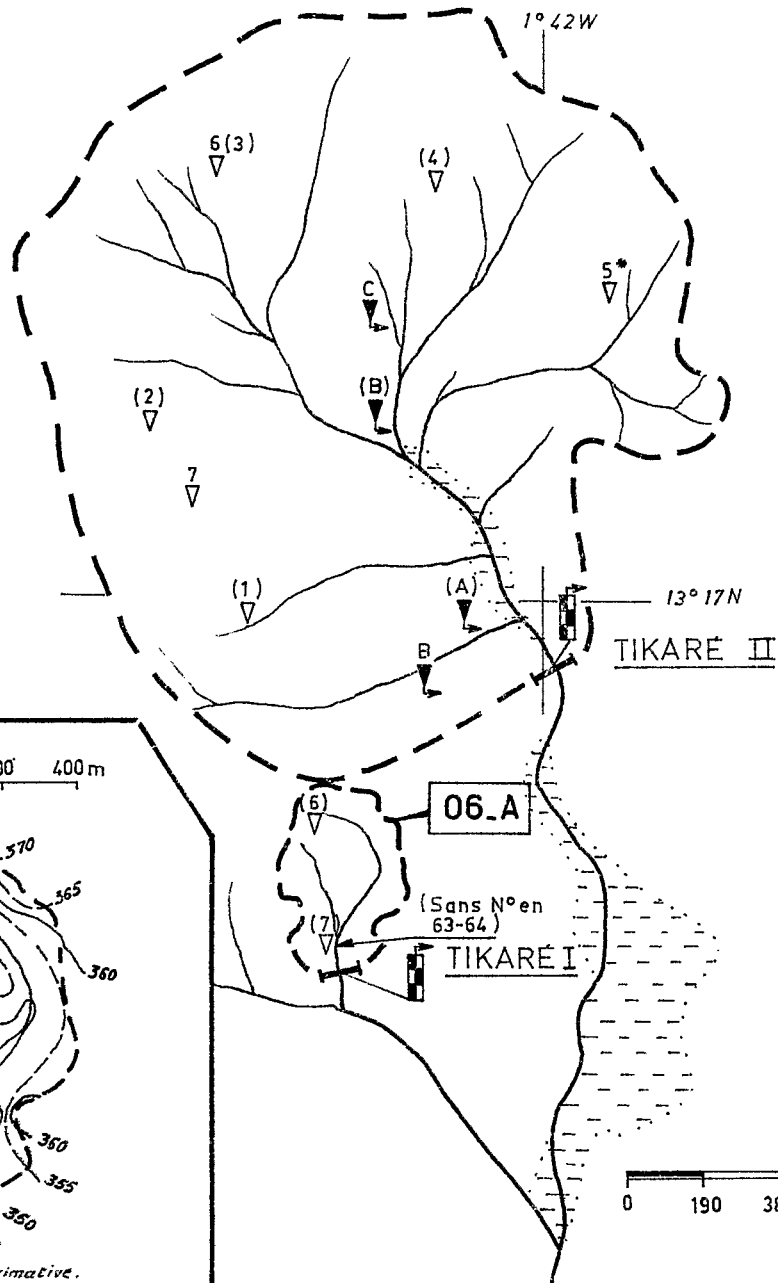 1° 42W
6(3)
(4)
5*
C
(B)
(2)
7
(1)
(A)
13° 17N
TIKARÉ II
B
400 m
(6)
06_A
370
365
(Sans N° en
63-64)
(7)
TIKARÉ I
360
360
355
350
0 190